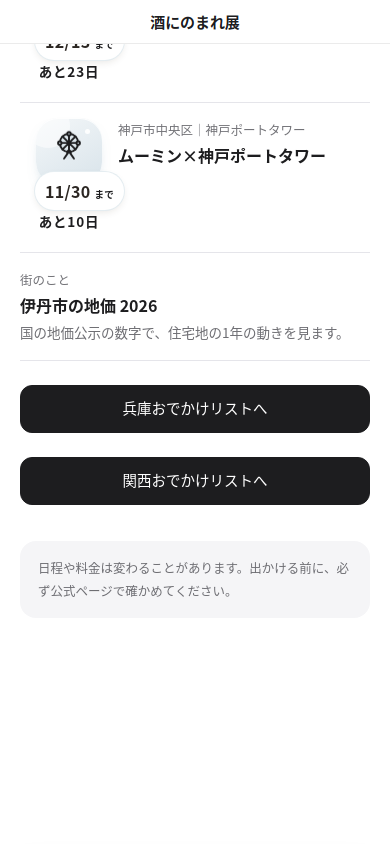 酒にのまれ展
12/13 まで
あと23日
神戸市中央区｜神戸ポートタワー
ムーミン×神戸ポートタワー
11/30 まで
あと10日
街のこと
伊丹市の地価 2026
国の地価公示の数字で、住宅地の1年の動きを見ます。
兵庫おでかけリストへ
関西おでかけリストへ
日程や料金は変わることがあります。出かける前に、必
ず公式ページで確かめてください。